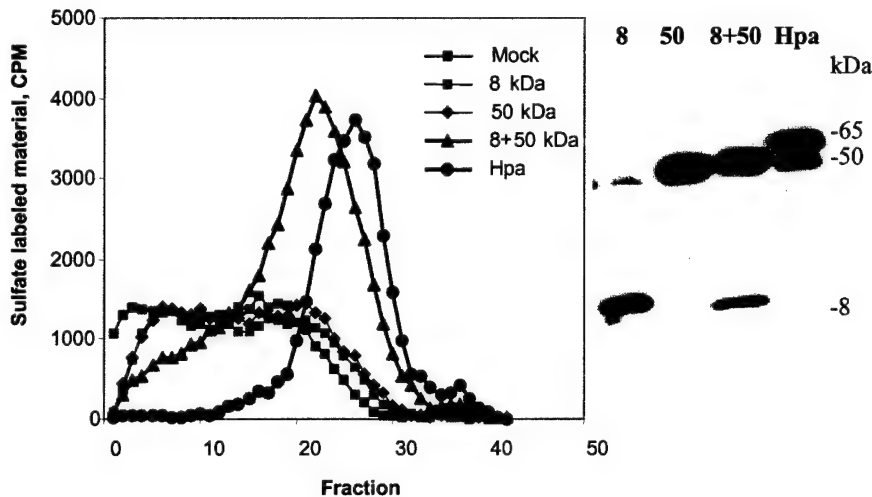 5000
4000
3000
2000
1000
0
Sulfate labeled material, CPM
0 10 20 30 40 50
Fraction
Mock
8 kDa
50 kDa
8+50 kDa
Hpa
8 50 8+50 Hpa
kDa
-65
-50
-8